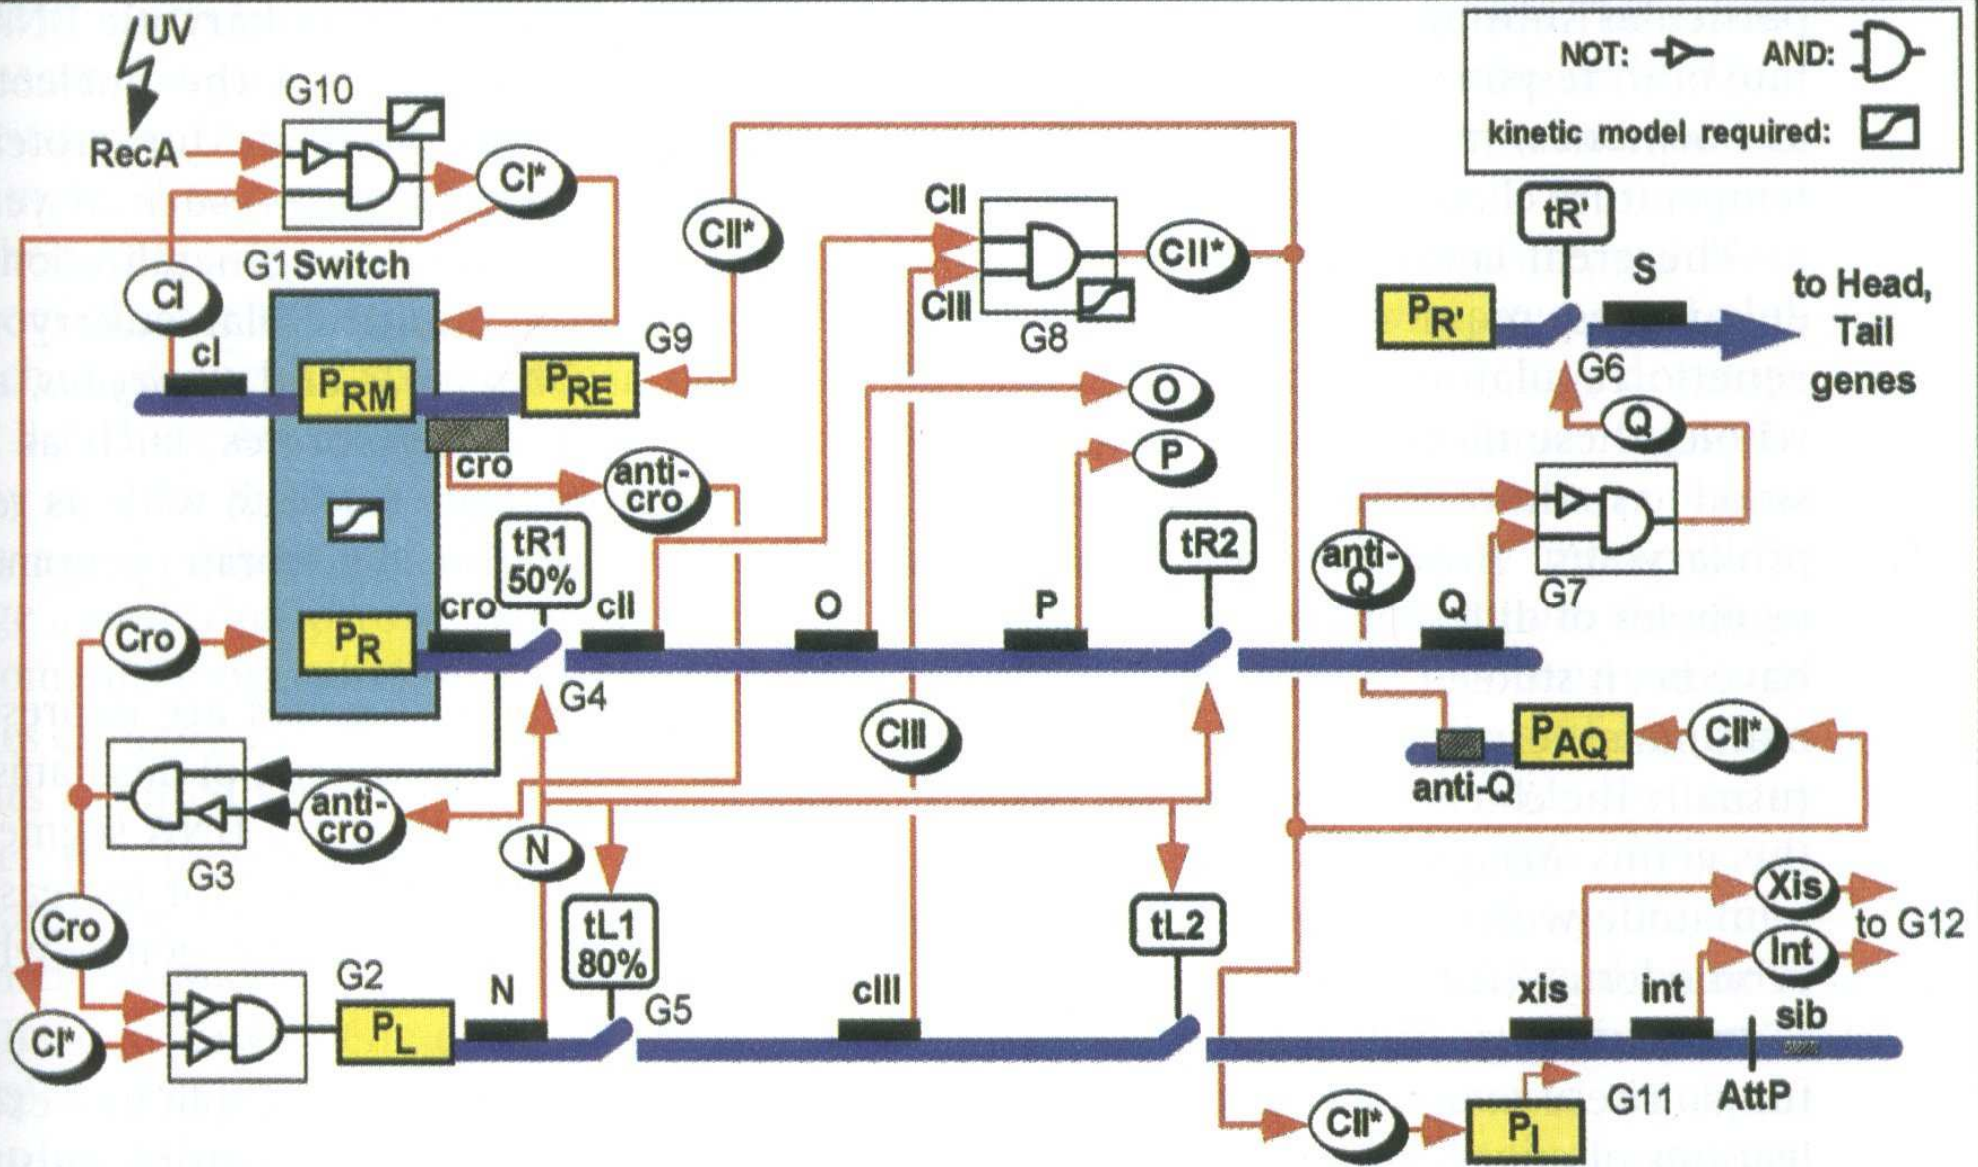 UV
RecA
G10
CI*
NOT:
AND:
kinetic model required:
CI
cI
G1 Switch
PRM
PRE
G9
CII*
CII
CIII
G8
CII*
tR'
PR'
S
G6
to Head,
Tail
genes
Q
O
P
cro
anti-
cro
tR1
50%
tR2
anti-
Q
G7
Cro
PR
cro
G4
cII
O
P
Q
CIII
anti-Q
PAQ
CII*
G3
anti-
cro
N
Cro
CI*
G2
PL
N
tL1
80%
G5
cIII
tL2
Xis
Int
to G12
xis
int
sib
AttP
G11
CII*
PI